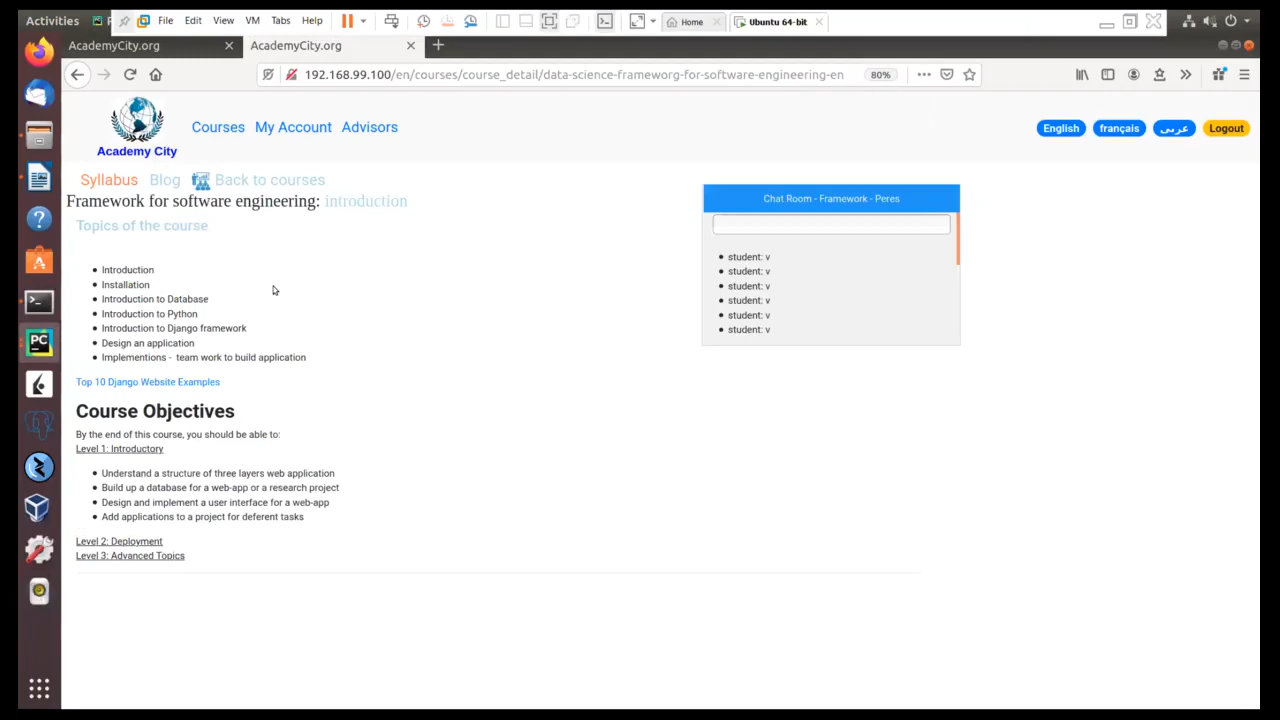 Activities
File Edit View VM Tabs Help
Home
Ubuntu 64-bit
AcademyCity.org
AcademyCity.org
192.168.99.100/en/courses/course_detail/data-science-frameworg-for-software-engineering-en
80%
Academy City
Courses My Account Advisors
English français عربى Logout
Syllabus Blog Back to courses
Framework for software engineering: introduction
Topics of the course
Introduction
Installation
Introduction to Database
Introduction to Python
Introduction to Django framework
Design an application
Implementions - team work to build application
Top 10 Django Website Examples
Course Objectives
By the end of this course, you should be able to:
Level 1: Introductory
Understand a structure of three layers web application
Build up a database for a web-app or a research project
Design and implement a user interface for a web-app
Add applications to a project for deferent tasks
Level 2: Deployment
Level 3: Advanced Topics
Chat Room - Framework - Peres
student: v
student: v
student: v
student: v
student: v
student: v
PC